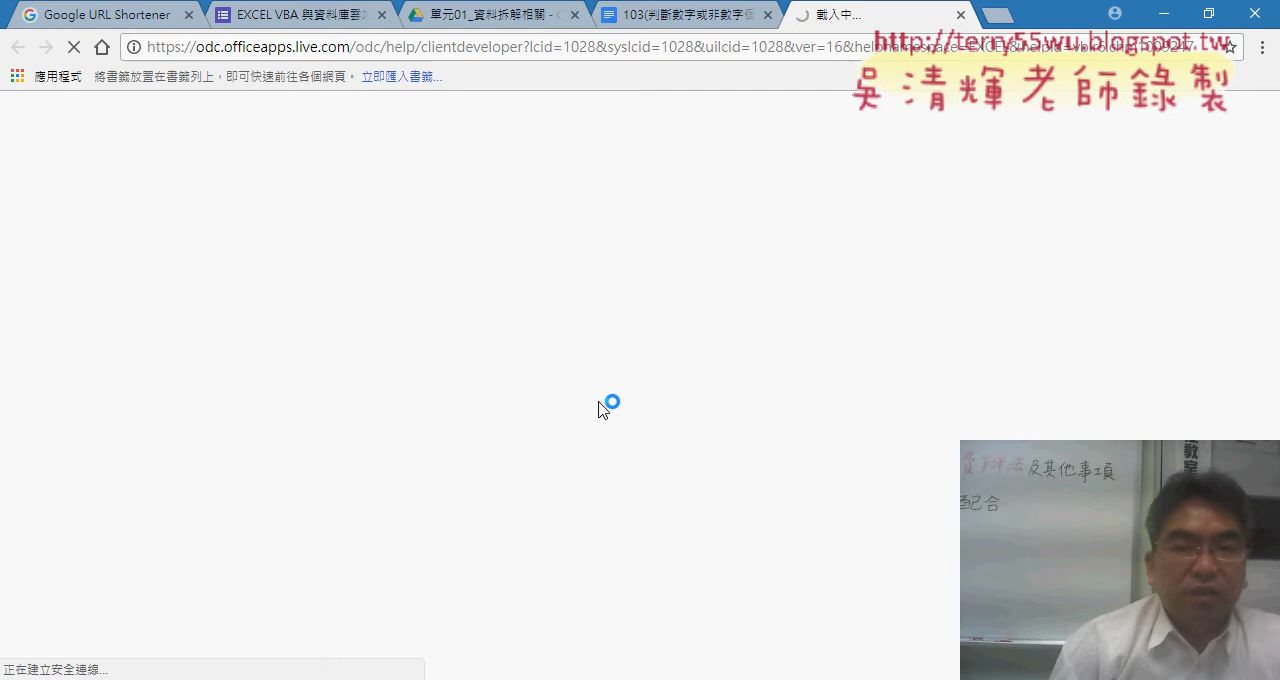 Google URL Shortener
EXCEL VBA 與資料庫雲
單元01_資料拆解相關 -
103(判斷數字或非數字個
載入中...
http://odc.officeapps.live.com/odc/help/clientdeveloper?lcid=1028&syslcid=1028&uilcid=1028&ver=16&
http://terry55wu.blogspot.tw
吳清輝老師錄製
應用程式 將書籤放置在書籤列上，即可快速前往各個網頁。 立即匯入書籤...
及其他事項
配合
正在建立安全連線...